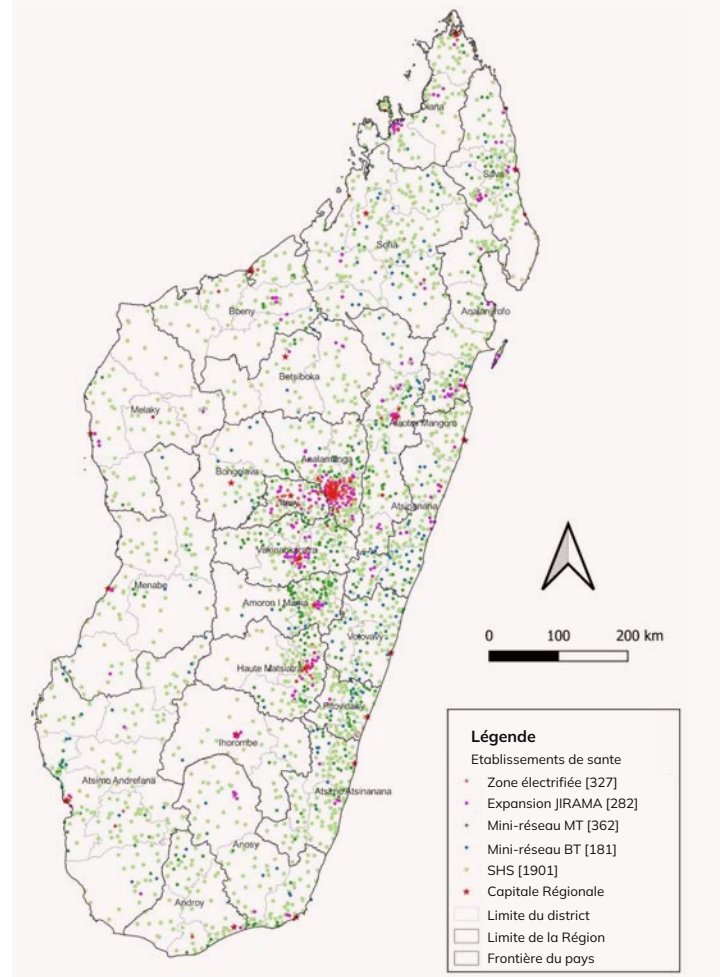 Diana
Sava
Sofia
Boeny
Analanjirofo
Betsiboka
Melaky
Alaotra Mangoro
Analamanga
Bongolava
Itasy
Atsinanana
Vakinankaratra
Menabe
Amoron I Mania
Vatovavy
Haute Matsiatra
Fitovinany
Ihorombe
Atsimo Andrefana
Atsimo Atsinanana
Anosy
Androy
0 100 200 km
Légende
Etablissements de sante
Zone électrifiée [327]
Expansion JIRAMA [282]
Mini-réseau MT [362]
Mini-réseau BT [181]
SHS [1901]
Capitale Régionale
Limite du district
Limite de la Région
Frontière du pays